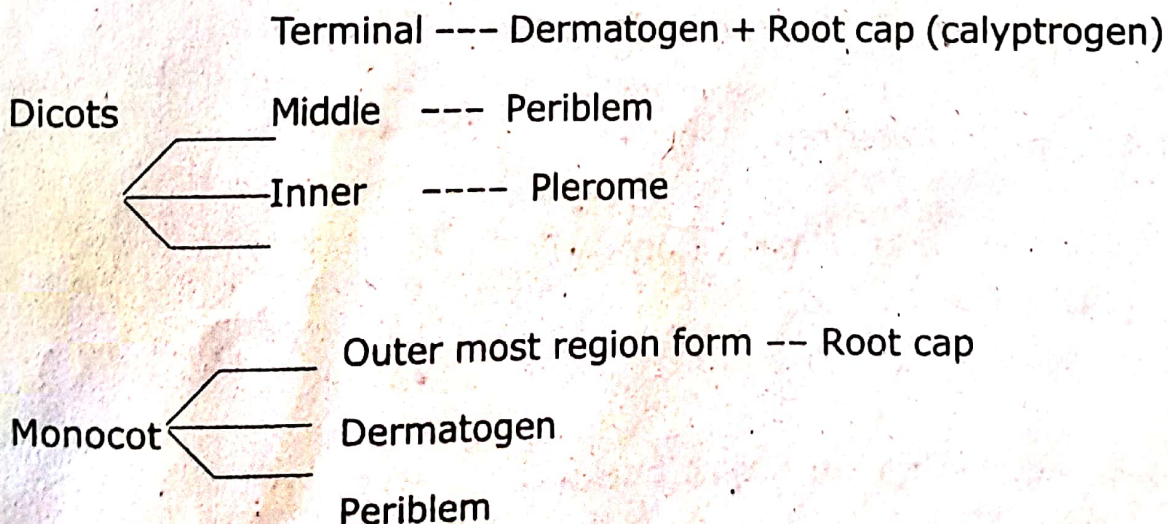 Terminal --- Dermatogen + Root cap (calyptrogen)
Dicots Middle --- Periblem
Inner ---- Plerome
Outer most region form -- Root cap
Monocot Dermatogen
Periblem